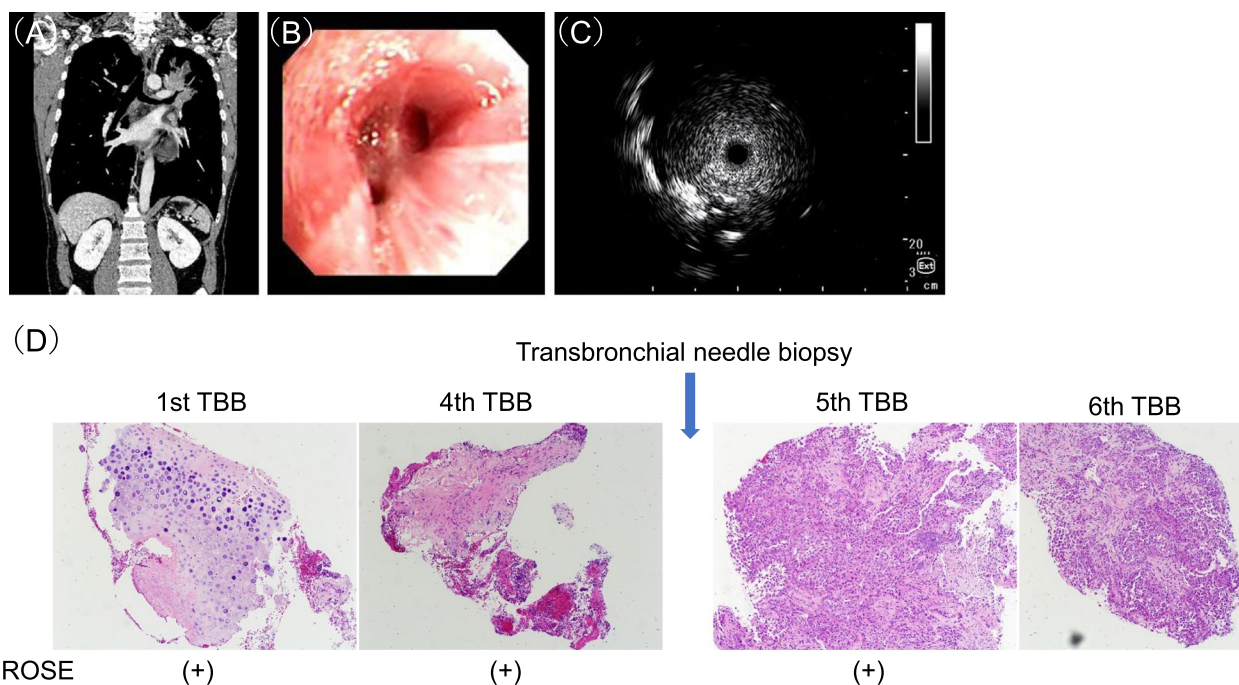 (A)
(B)
(C)
20
3
Ext
cm
(D)
Transbronchial needle biopsy
1st TBB
4th TBB
5th TBB
6th TBB
ROSE
(+)
(+)
(+)